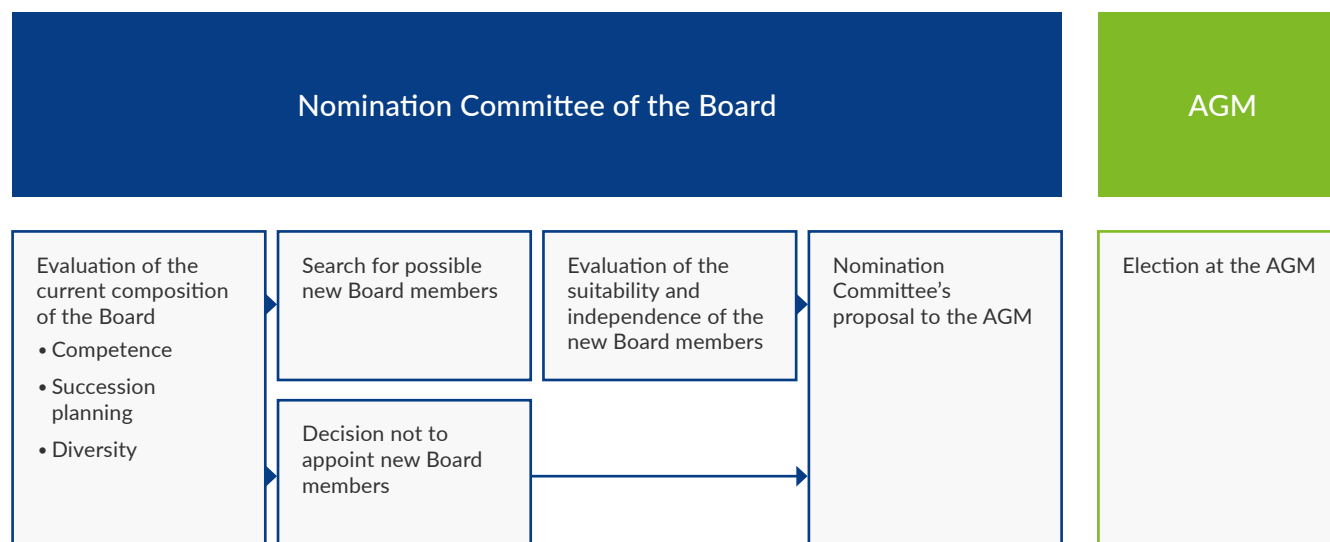 Nomination Committee of the Board
AGM
Evaluation of the
current composition
of the Board
• Competence
• Succession
planning
• Diversity
Search for possible
new Board members
Decision not to
appoint new Board
members
Evaluation of the
suitability and
independence of the
new Board members
Nomination
Committee’s
proposal to the AGM
Election at the AGM